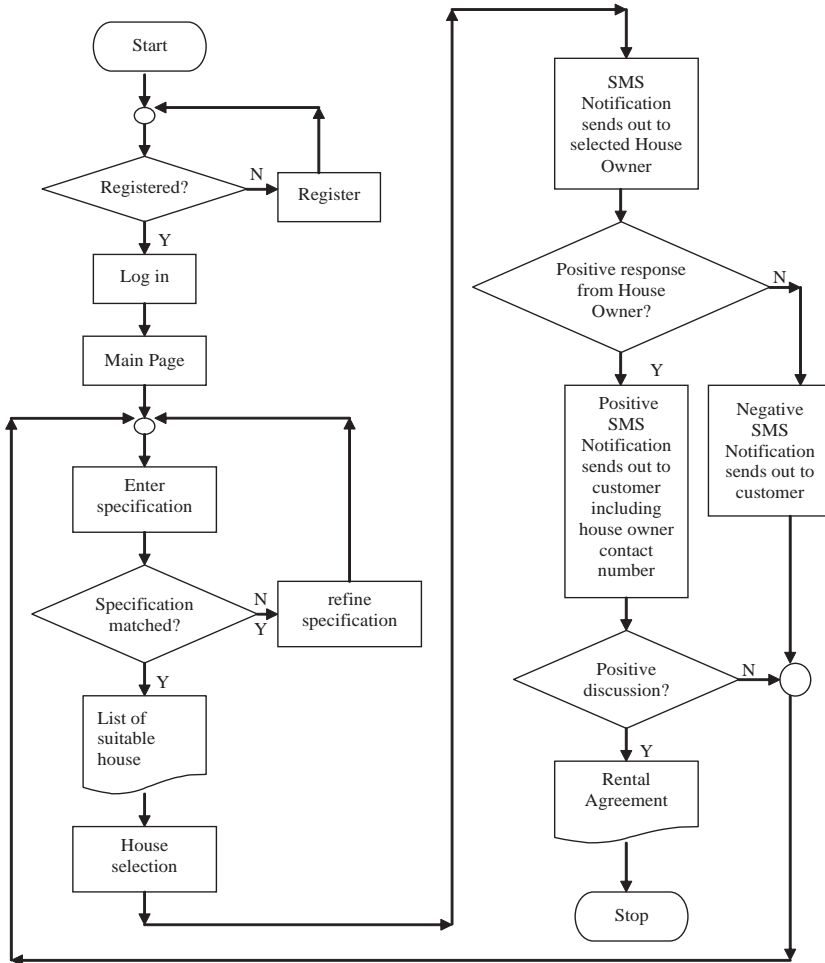 Start
Registered?
N
Register
Y
Log in
Main Page
Enter
specification
Specification
matched?
N
Y
refine
specification
Y
List of
suitable
house
House
selection
SMS
Notification
sends out to
selected House
Owner
Positive response
from House
Owner?
N
Y
Positive
SMS
Notification
sends out to
customer
including
house owner
contact
number
Negative
SMS
Notification
sends out to
customer
Positive
discussion?
N
Y
Rental
Agreement
Stop